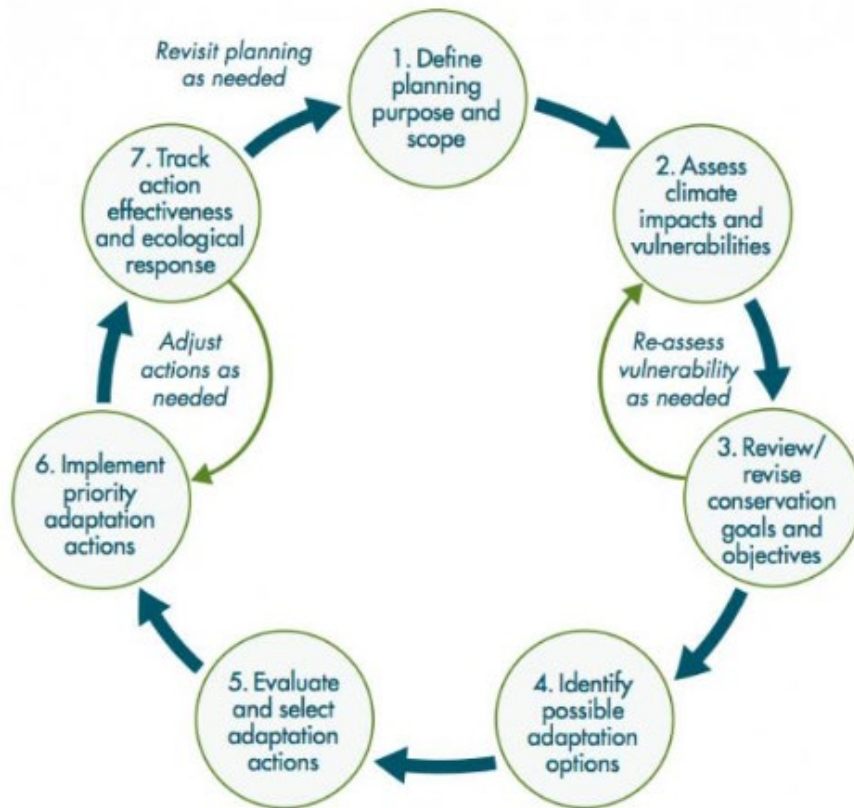 Revisit planning
as needed
1. Define
planning
purpose and
scope
2. Assess
climate
impacts and
vulnerabilities
Re-assess
vulnerability
as needed
3. Review/
revise
conservation
goals and
objectives
4. Identify
possible
adaptation
options
5. Evaluate
and select
adaptation
actions
6. Implement
priority
adaptation
actions
Adjust
actions as
needed
7. Track
action
effectiveness
and ecological
response